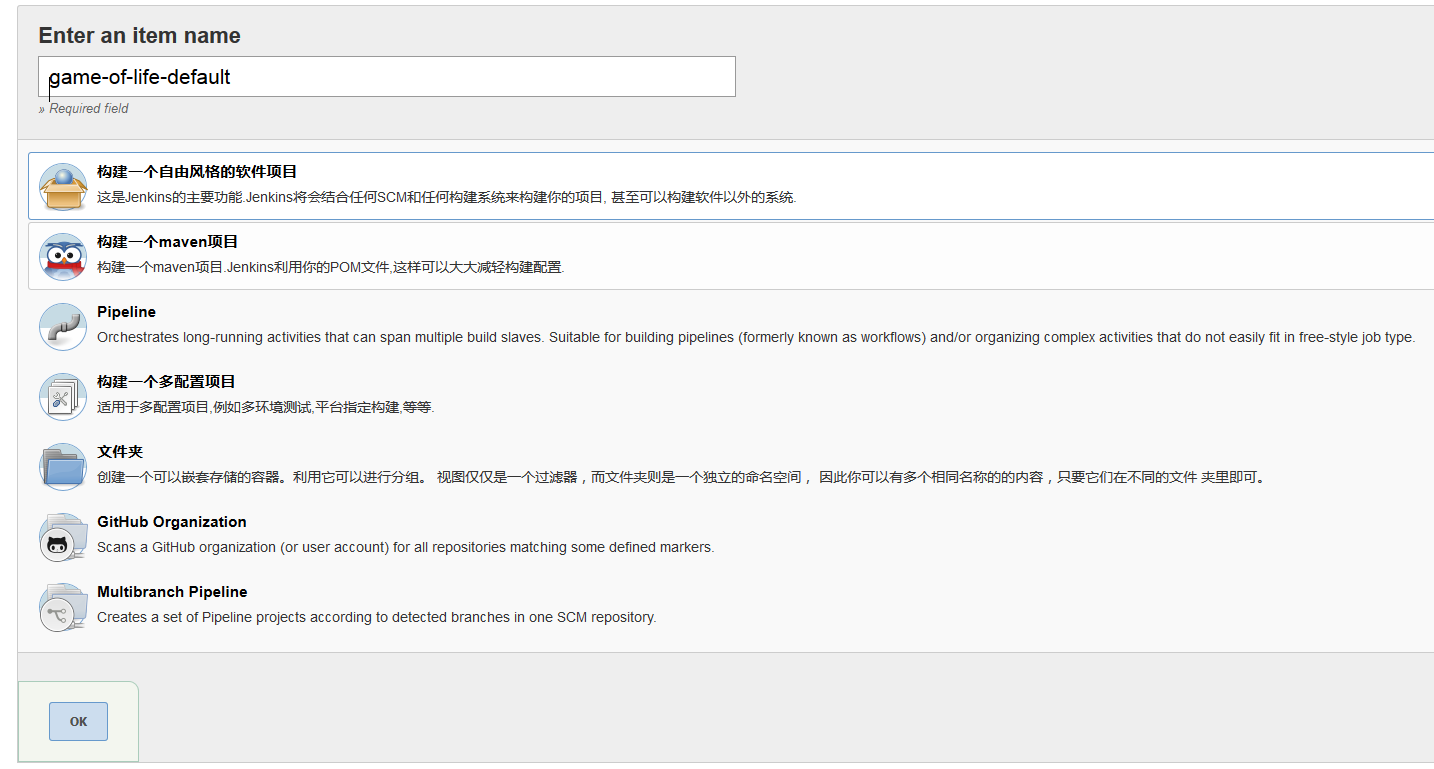 Enter an item name
game-of-life-default
» Required field
构建一个自由风格的软件项目
这是Jenkins的主要功能.Jenkins将会结合任何SCM和任何构建系统来构建你的项目, 甚至可以构建软件以外的系统.
构建一个maven项目
构建一个maven项目.Jenkins利用你的POM文件,这样可以大大减轻构建配置.
Pipeline
Orchestrates long-running activities that can span multiple build slaves. Suitable for building pipelines (formerly known as workflows) and/or organizing complex activities that do not easily fit in free-style job type.
构建一个多配置项目
适用于多配置项目,例如多环境测试,平台指定构建,等等.
文件夹
创建一个可以嵌套存储的容器。利用它可以进行分组。 视图仅仅是一个过滤器，而文件夹则是一个独立的命名空间， 因此你可以有多个相同名称的的内容，只要它们在不同的文件 夹里即可。
GitHub Organization
Scans a GitHub organization (or user account) for all repositories matching some defined markers.
Multibranch Pipeline
Creates a set of Pipeline projects according to detected branches in one SCM repository.
OK